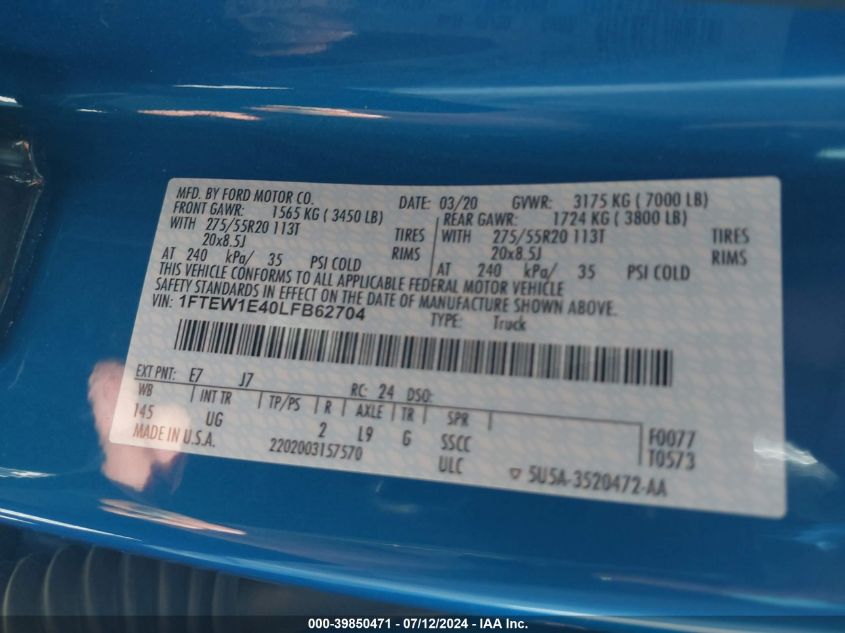 MFD. BY FORD MOTOR CO.
DATE: 03/20 GVWR: 3175 KG ( 7000 LB)
FRONT GAWR: 1565 KG ( 3450 LB)
REAR GAWR: 1724 KG ( 3800 LB)
WITH 275/55R20 113T TIRES
WITH 275/55R20 113T TIRES
20x8.5J RIMS
20x8.5J RIMS
AT 240 kPa/ 35 PSI COLD
AT 240 kPa/ 35 PSI COLD
THIS VEHICLE CONFORMS TO ALL APPLICABLE FEDERAL MOTOR VEHICLE
SAFETY STANDARDS IN EFFECT ON THE DATE OF MANUFACTURE SHOWN ABOVE.
VIN: 1FTEW1E40LFB62704
TYPE: Truck
EXT PNT: E7 J7 RC: 24 DSO:
WB INT TR TP/PS R AXLE TR SPR
145 UG 2 L9 G SSCC F0077
MADE IN U.S.A. 2202003157570 ULC T0573
5U5A-3520472-AA
000-39850471 - 07/12/2024 - IAA Inc.